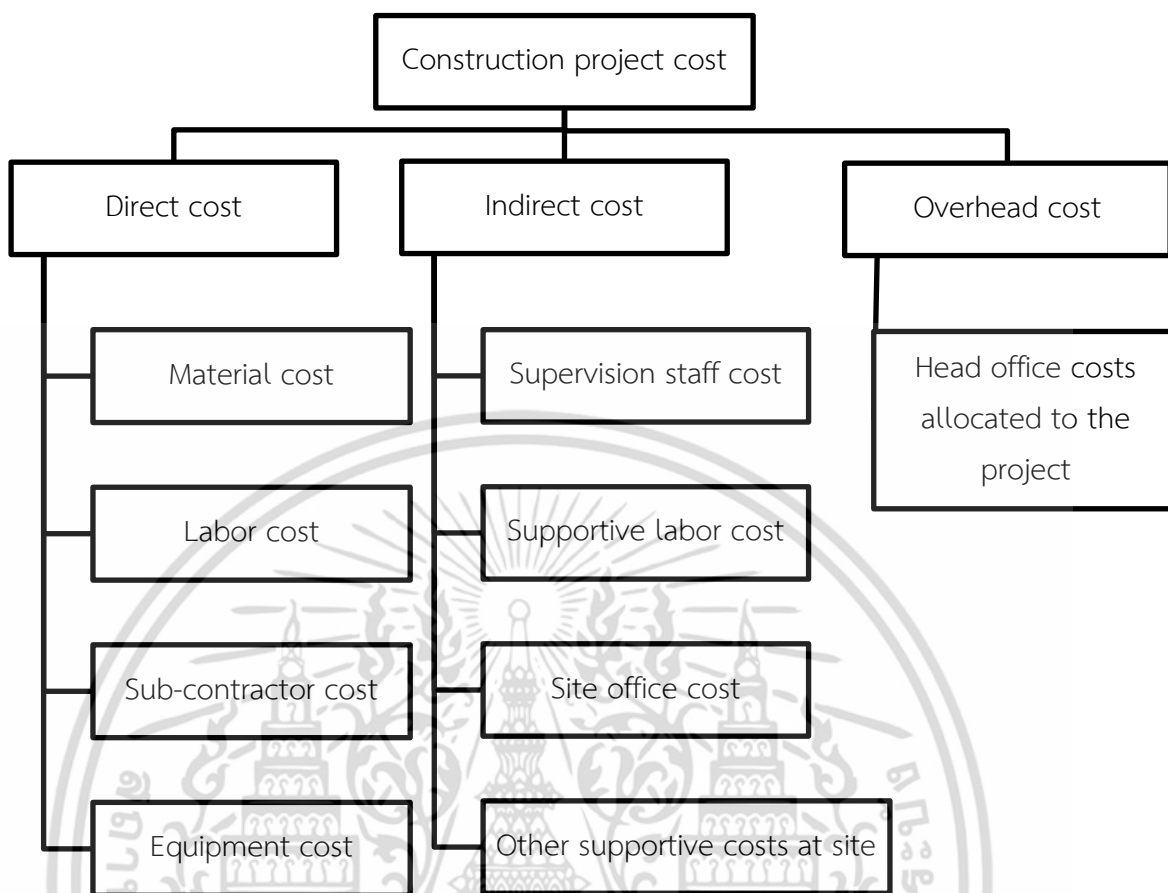 Construction project cost
Direct cost
Indirect cost
Overhead cost
Material cost
Supervision staff cost
Head office costs
allocated to the
project
Labor cost
Supportive labor cost
Sub-contractor cost
Site office cost
Equipment cost
Other supportive costs at site